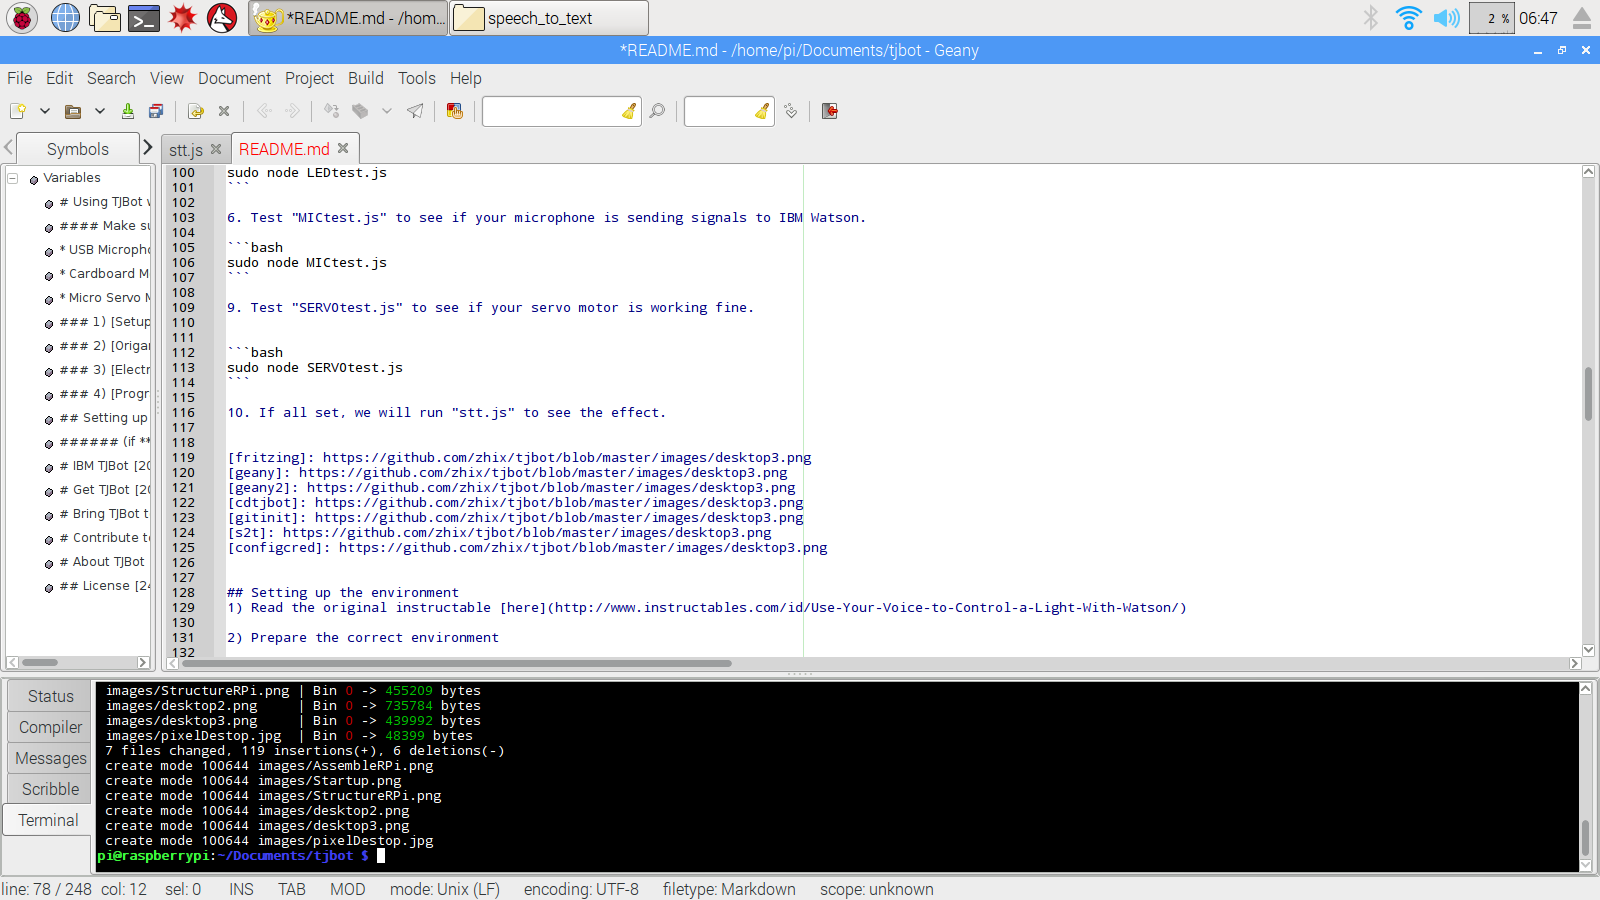 *README.md - /hom...
speech_to_text
2 %
06:47
*README.md - /home/pi/Documents/tjbot - Geany
File Edit Search View Document Project Build Tools Help
Symbols
stt.js
README.md
Variables
# Using TJBot w
#### Make su
* USB Micropho
* Cardboard M
* Micro Servo M
### 1) [Setup
### 2) [Origar
### 3) [Electr
### 4) [Progr
## Setting up
###### (if **
# IBM TJBot [20
# Get TJBot [20
# Bring TJBot t
# Contribute to
# About TJBot
## License [24
100 sudo node LEDtest.js
101 ```
102
103 6. Test "MICtest.js" to see if your microphone is sending signals to IBM Watson.
104
105 ```bash
106 sudo node MICtest.js
107 ```
108
109 9. Test "SERVOtest.js" to see if your servo motor is working fine.
110
111
112 ```bash
113 sudo node SERVOtest.js
114 ```
115
116 10. If all set, we will run "stt.js" to see the effect.
117
118
119 [fritzing]: https://github.com/zhix/tjbot/blob/master/images/desktop3.png
120 [geany]: https://github.com/zhix/tjbot/blob/master/images/desktop3.png
121 [geany2]: https://github.com/zhix/tjbot/blob/master/images/desktop3.png
122 [cdtjbot]: https://github.com/zhix/tjbot/blob/master/images/desktop3.png
123 [gitinit]: https://github.com/zhix/tjbot/blob/master/images/desktop3.png
124 [s2t]: https://github.com/zhix/tjbot/blob/master/images/desktop3.png
125 [configcred]: https://github.com/zhix/tjbot/blob/master/images/desktop3.png
126
127
128 ## Setting up the environment
129 1) Read the original instructable [here](http://www.instructables.com/id/Use-Your-Voice-to-Control-a-Light-With-Watson/)
130
131 2) Prepare the correct environment
132
Status
Compiler
Messages
Scribble
Terminal
images/StructureRPi.png | Bin 0 -> 455209 bytes
images/desktop2.png | Bin 0 -> 735784 bytes
images/desktop3.png | Bin 0 -> 439992 bytes
images/pixelDestop.jpg | Bin 0 -> 48399 bytes
7 files changed, 119 insertions(+), 6 deletions(-)
create mode 100644 images/AssembleRPi.png
create mode 100644 images/Startup.png
create mode 100644 images/StructureRPi.png
create mode 100644 images/desktop2.png
create mode 100644 images/desktop3.png
create mode 100644 images/pixelDestop.jpg
pi@raspberrypi:~/Documents/tjbot $
line: 78 / 248 col: 12 sel: 0 INS TAB MOD mode: Unix (LF) encoding: UTF-8 filetype: Markdown scope: unknown